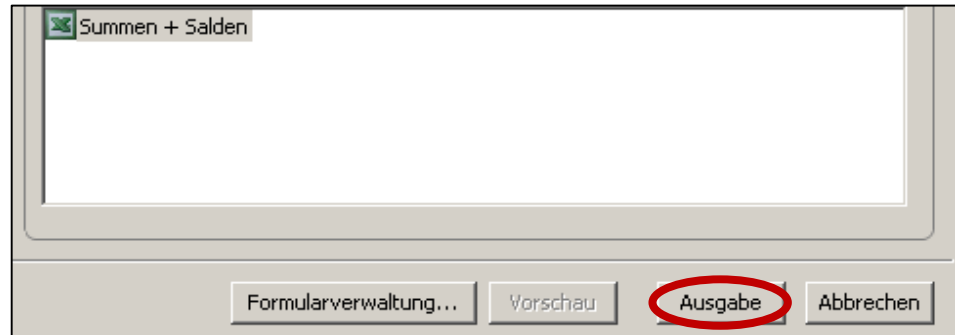 Summen + Salden
Formularverwaltung... Vorschau Ausgabe Abbrechen